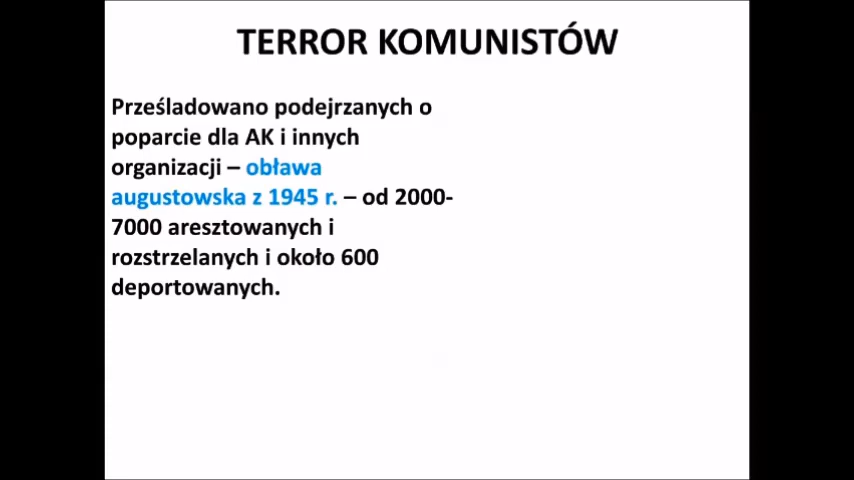 TERROR KOMUNISTÓW
Prześladowano podejrzanych o
poparcie dla AK i innych
organizacji – obława
augustowska z 1945 r. – od 2000-
7000 aresztowanych i
rozstrzelanych i około 600
deportowanych.